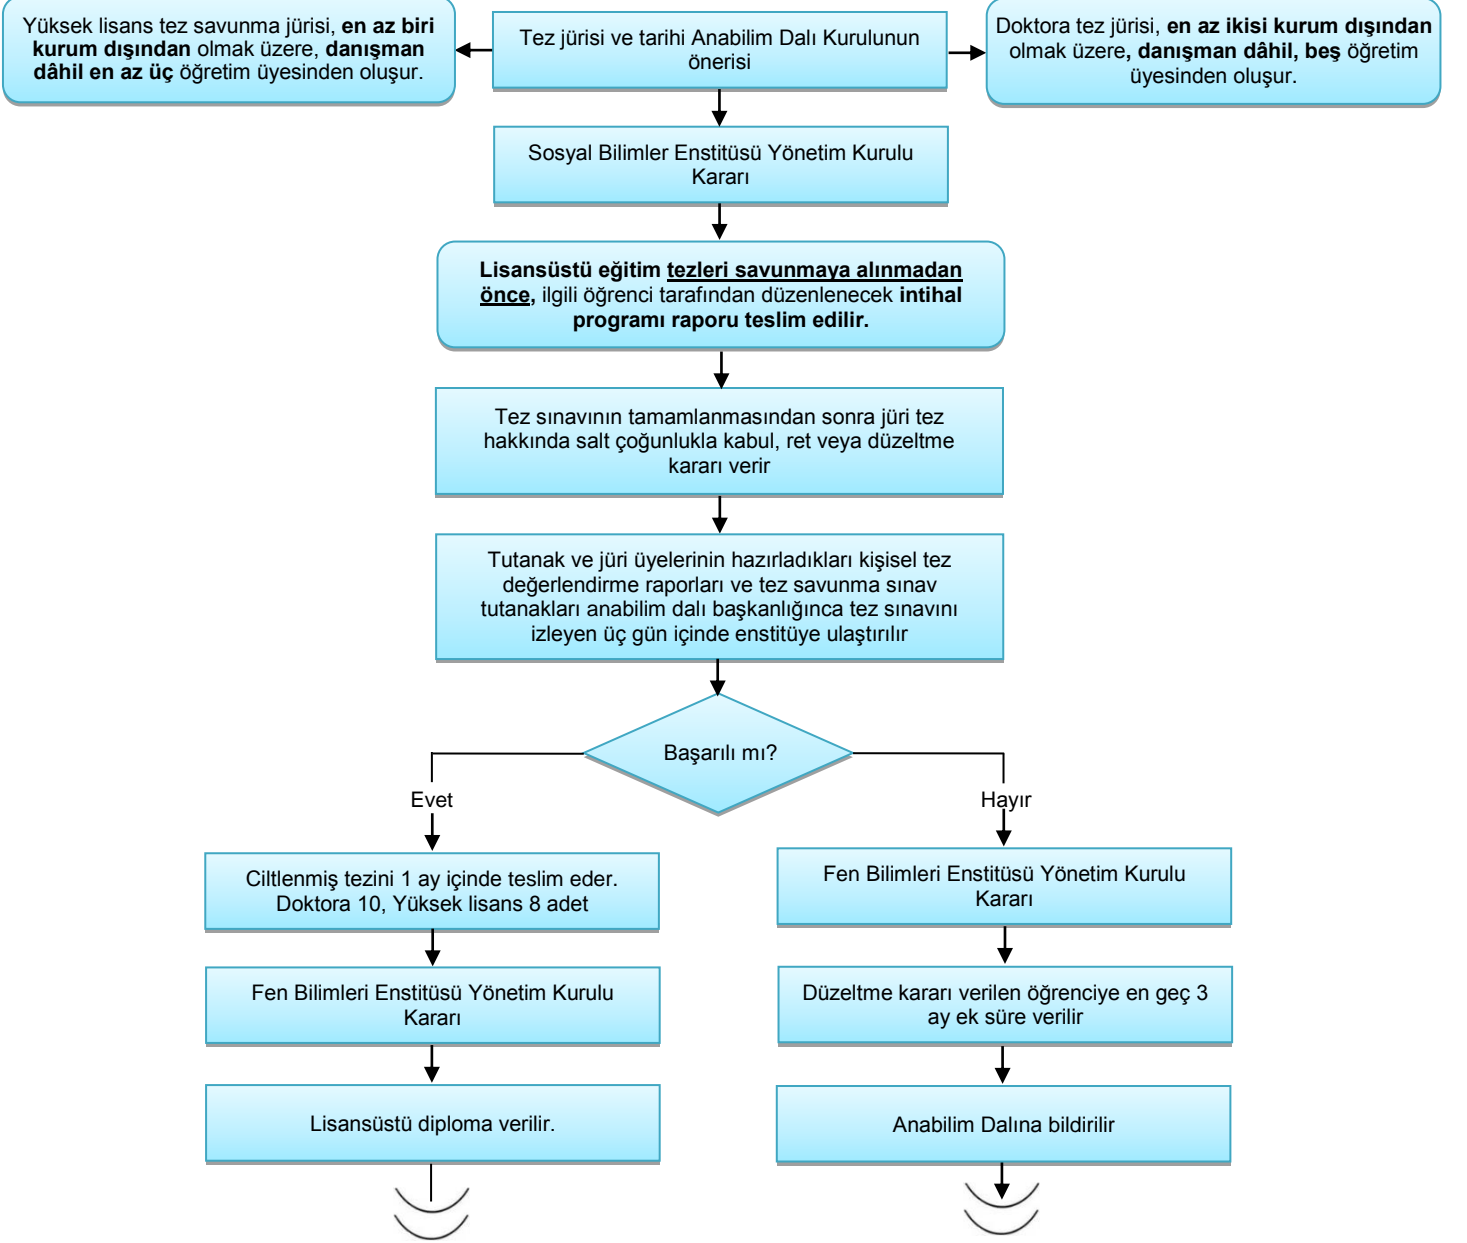 Yüksek lisans tez savunma jürisi, en az biri
kurum dışından olmak üzere, danışman
dâhil en az üç öğretim üyesinden oluşur.
Tez jürisi ve tarihi Anabilim Dalı Kurulunun
önerisi
Doktora tez jürisi, en az ikisi kurum dışından
olmak üzere, danışman dâhil, beş öğretim
üyesinden oluşur.
Sosyal Bilimler Enstitüsü Yönetim Kurulu
Kararı
Lisansüstü eğitim tezleri savunmaya alınmadan
önce, ilgili öğrenci tarafından düzenlenecek intihal
programı raporu teslim edilir.
Tez sınavının tamamlanmasından sonra jüri tez
hakkında salt çoğunlukla kabul, ret veya düzeltme
kararı verir
Tutanak ve jüri üyelerinin hazırladıkları kişisel tez
değerlendirme raporları ve tez savunma sınav
tutanakları anabilim dalı başkanlığınca tez sınavını
izleyen üç gün içinde enstitüye ulaştırılır
Başarılı mı?
Evet
Hayır
Ciltlenmiş tezini 1 ay içinde teslim eder.
Doktora 10, Yüksek lisans 8 adet
Fen Bilimleri Enstitüsü Yönetim Kurulu
Kararı
Fen Bilimleri Enstitüsü Yönetim Kurulu
Kararı
Düzeltme kararı verilen öğrenciye en geç 3
ay ek süre verilir
Lisansüstü diploma verilir.
Anabilim Dalına bildirilir